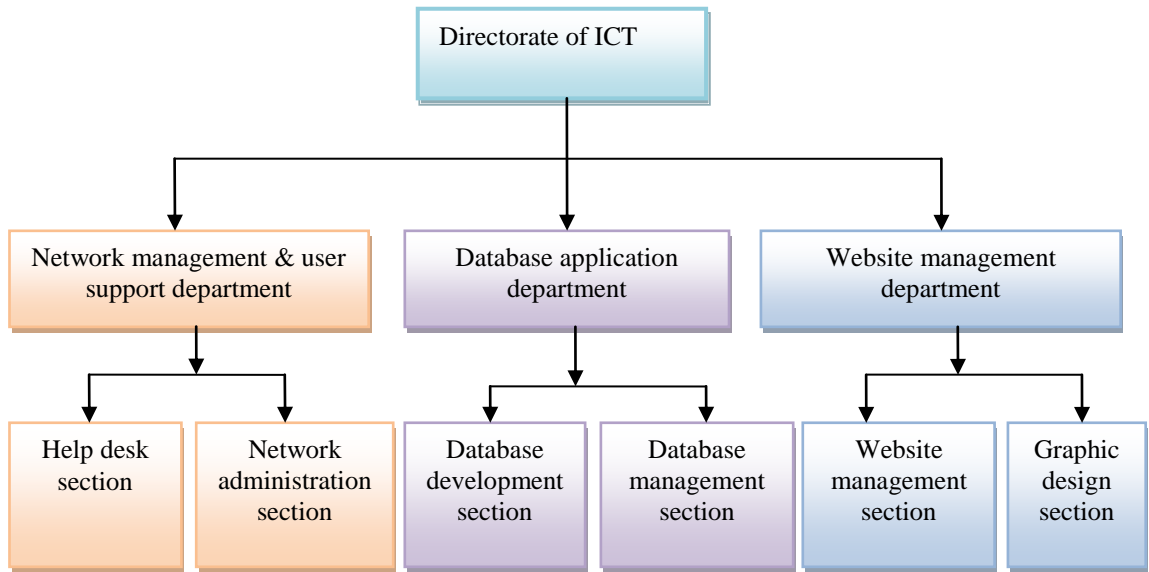 Directorate of ICT
Network management & user
support department
Database application
department
Website management
department
Help desk
section
Network
administration
section
Database
development
section
Database
management
section
Website
management
section
Graphic
design
section